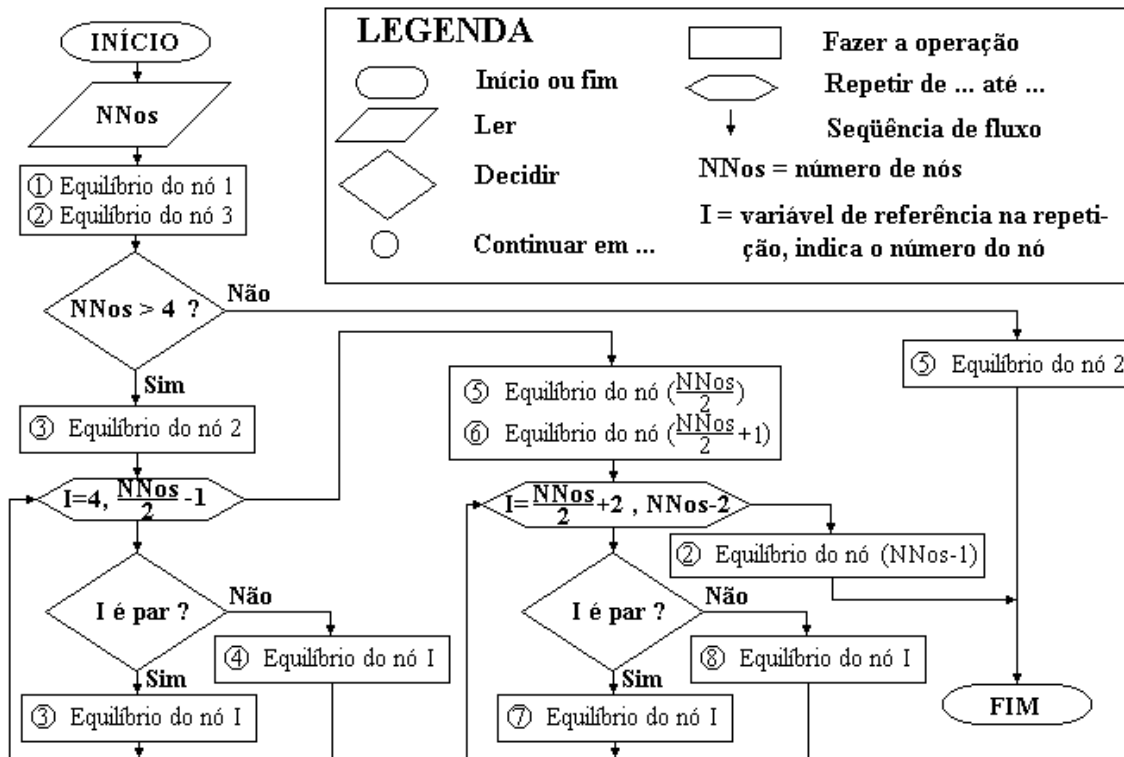 INÍCIO
NNos
① Equilíbrio do nó 1
② Equilíbrio do nó 3
NNos > 4 ?
Não
Sim
③ Equilíbrio do nó 2
I=4, NNos/2 -1
I é par ?
Não
④ Equilíbrio do nó I
Sim
③ Equilíbrio do nó I
⑤ Equilíbrio do nó (NNos/2)
⑥ Equilíbrio do nó (NNos/2 +1)
I=NNos/2+2 , NNos-2
② Equilíbrio do nó (NNos-1)
I é par ?
Não
⑧ Equilíbrio do nó I
Sim
⑦ Equilíbrio do nó I
⑤ Equilíbrio do nó 2
FIM
LEGENDA
Início ou fim
Ler
Decidir
Continuar em ...
Fazer a operação
Repetir de ... até ...
Seqüência de fluxo
NNos = número de nós
I = variável de referência na repeti-
ção, indica o número do nó